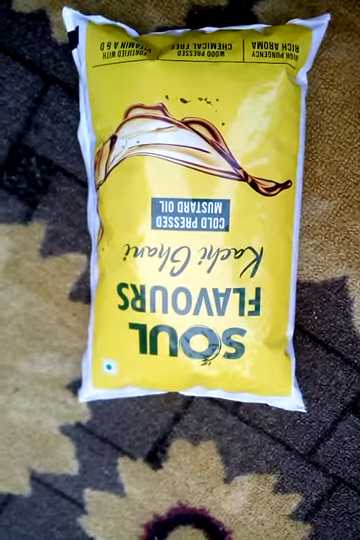 SOUL
FLAVOURS
Kachi Ghani
COLD PRESSED
MUSTARD OIL
HIGH PUNGENCY
RICH AROMA
WOOD PRESSED
CHEMICAL FREE
FORTIFIED WITH
VITAMIN A & D